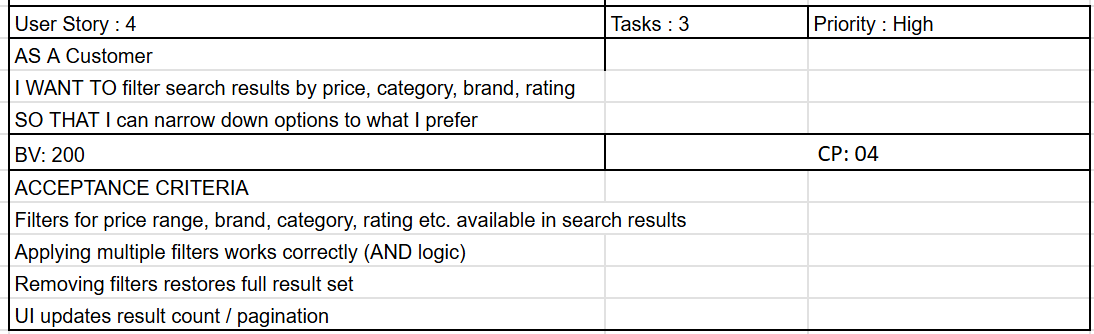 User Story : 4 Tasks : 3 Priority : High
AS A Customer
I WANT TO filter search results by price, category, brand, rating
SO THAT I can narrow down options to what I prefer
BV: 200 CP: 04
ACCEPTANCE CRITERIA
Filters for price range, brand, category, rating etc. available in search results
Applying multiple filters works correctly (AND logic)
Removing filters restores full result set
UI updates result count / pagination